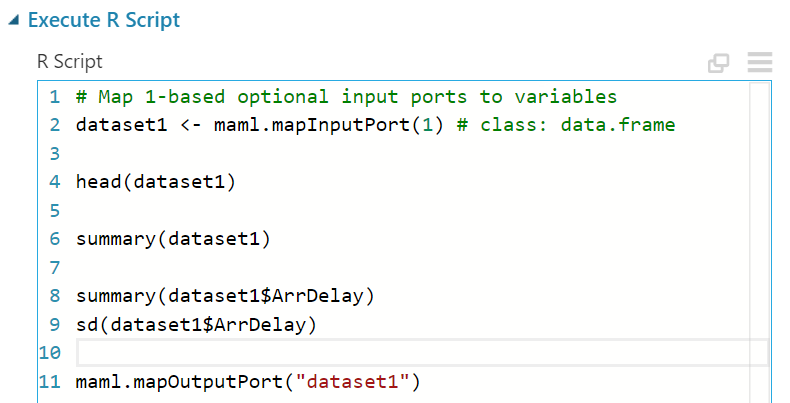 Execute R Script
R Script
1 # Map 1-based optional input ports to variables
2 dataset1 <- maml.mapInputPort(1) # class: data.frame
3
4 head(dataset1)
5
6 summary(dataset1)
7
8 summary(dataset1$ArrDelay)
9 sd(dataset1$ArrDelay)
10
11 maml.mapOutputPort("dataset1")